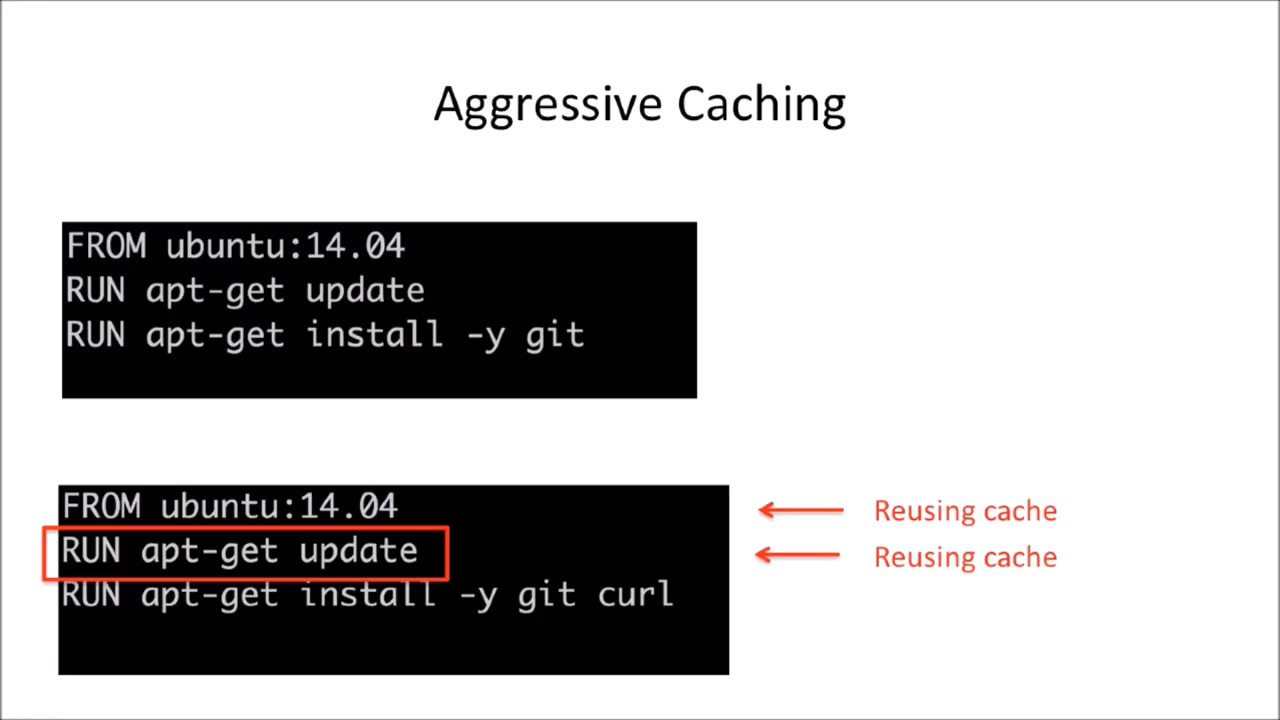 Aggressive Caching
FROM ubuntu:14.04
RUN apt-get update
RUN apt-get install -y git
FROM ubuntu:14.04
Reusing cache
RUN apt-get update
Reusing cache
RUN apt-get install -y git curl